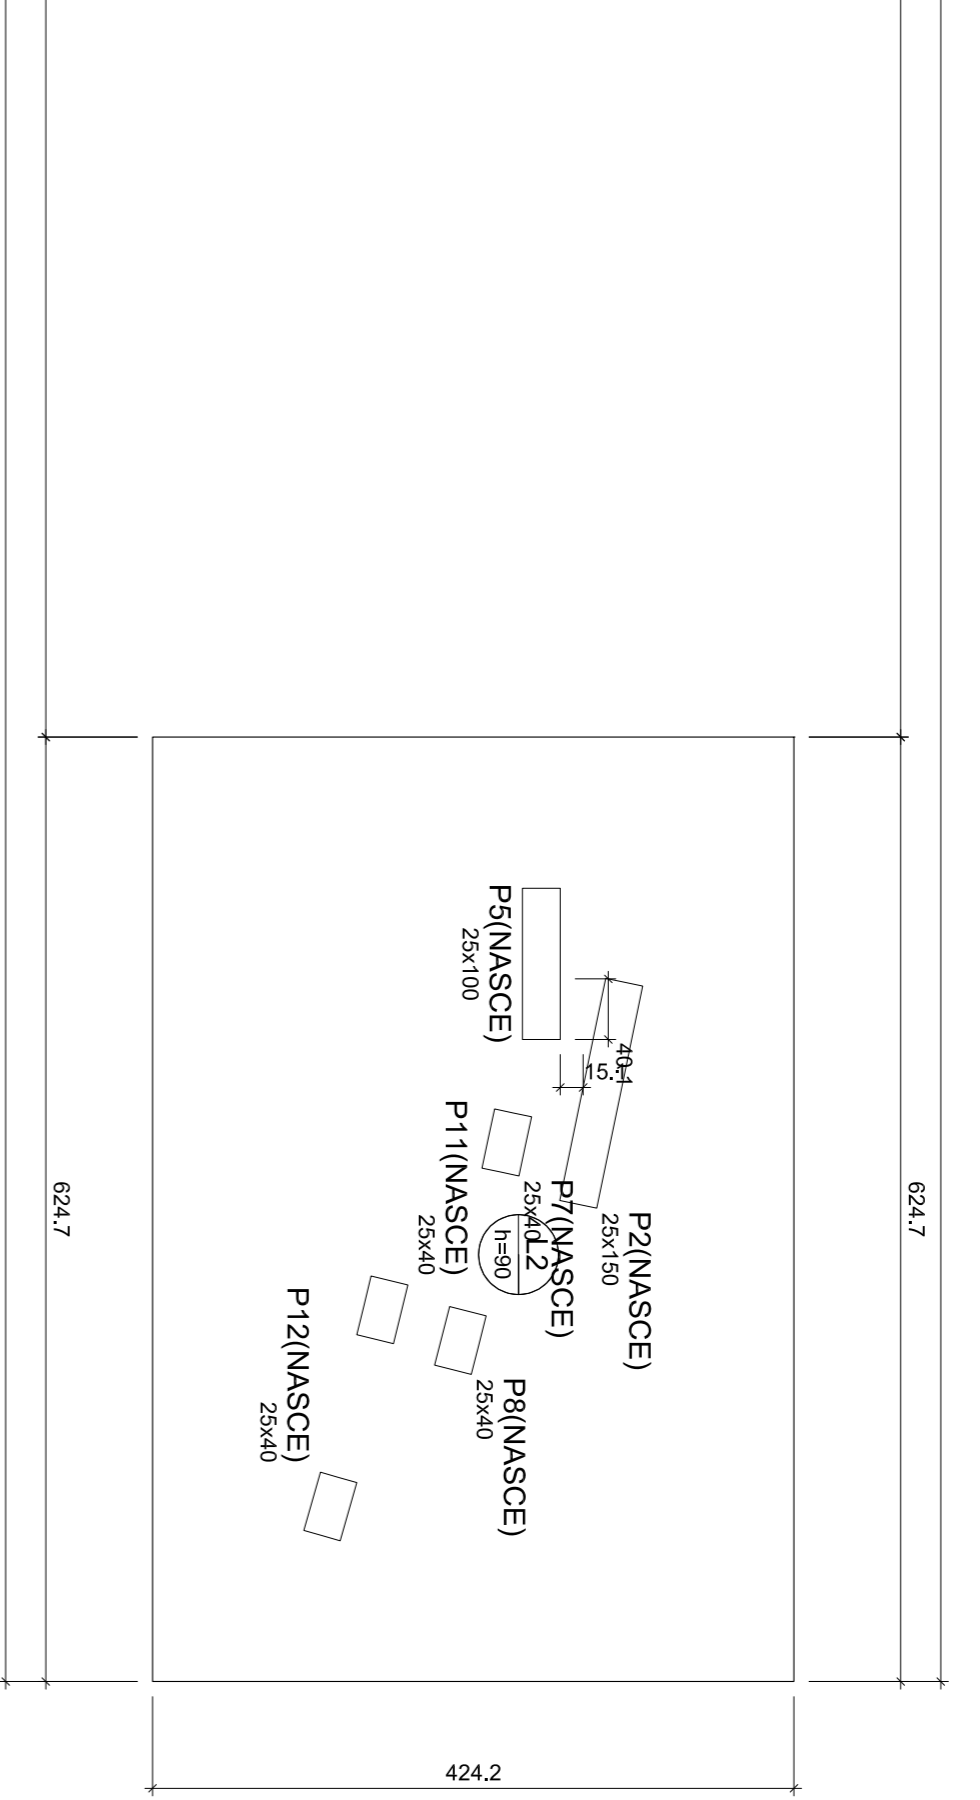 P5(NASCE)
25x100
40.1
15.1
P11(NASCE)
25x40
P7(NASCE)
25x40
L2
h=90
P2(NASCE)
25x150
P12(NASCE)
25x40
P8(NASCE)
25x40
624.7
624.7
424.2